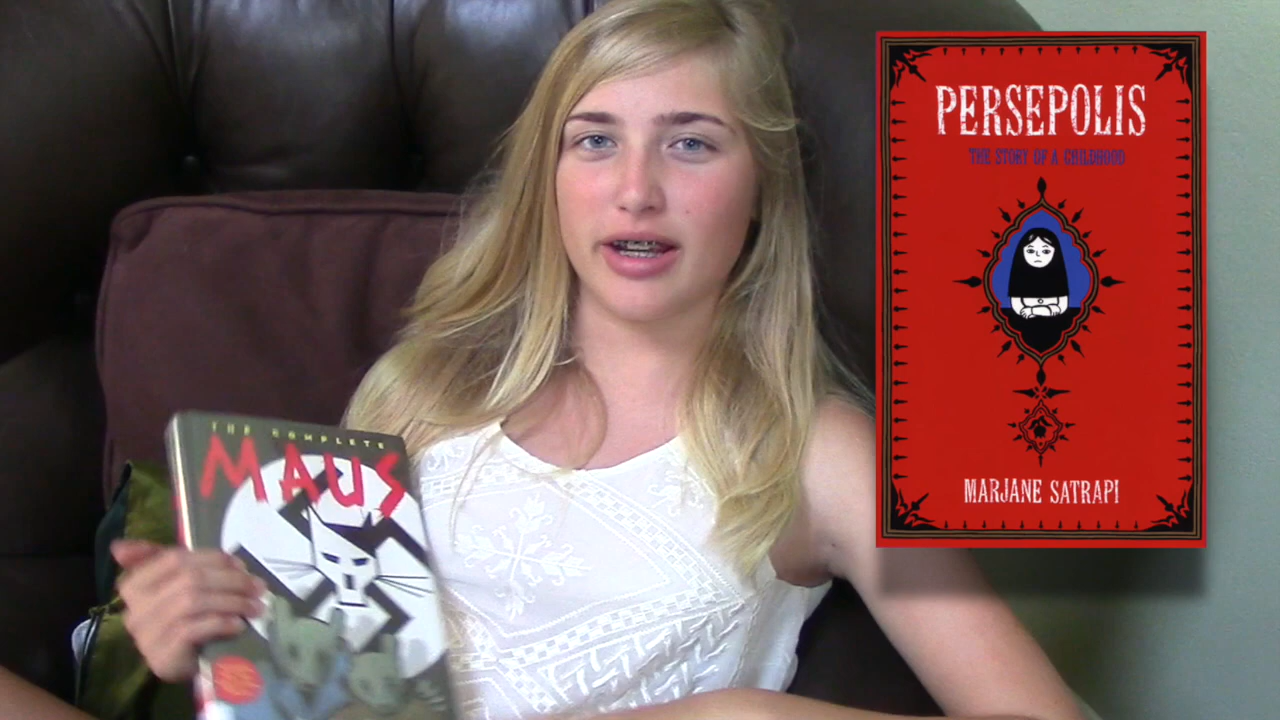 THE COMPLETE
MAUS
PERSEPOLIS
THE STORY OF A CHILDHOOD
MARJANE SATRAPI